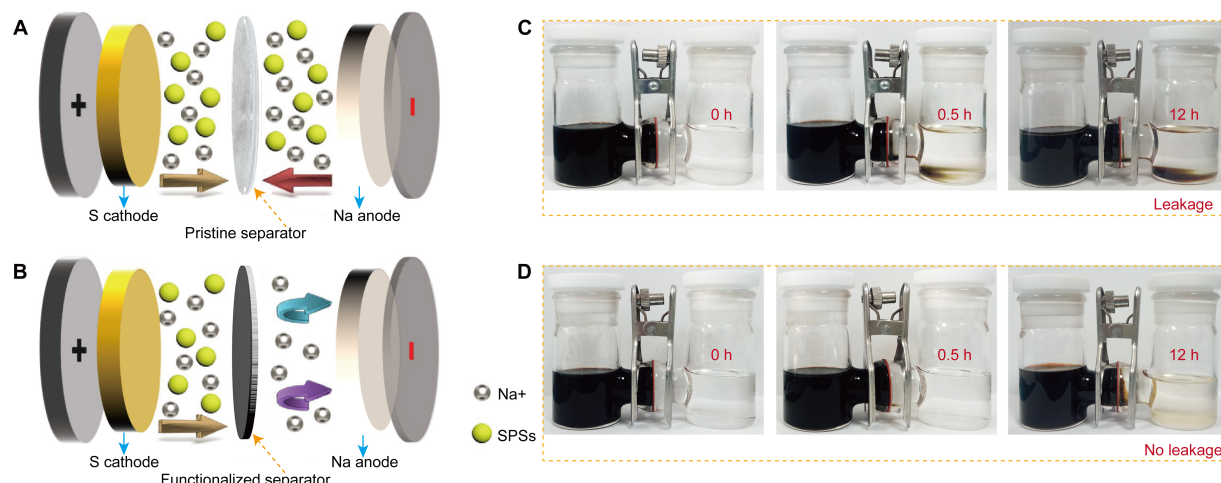 A
+
−
S cathode
Na anode
Pristine separator
B
+
−
S cathode
Na anode
Functionalized separator
Na+
SPSs
C
0 h
0.5 h
12 h
Leakage
D
0 h
0.5 h
12 h
No leakage